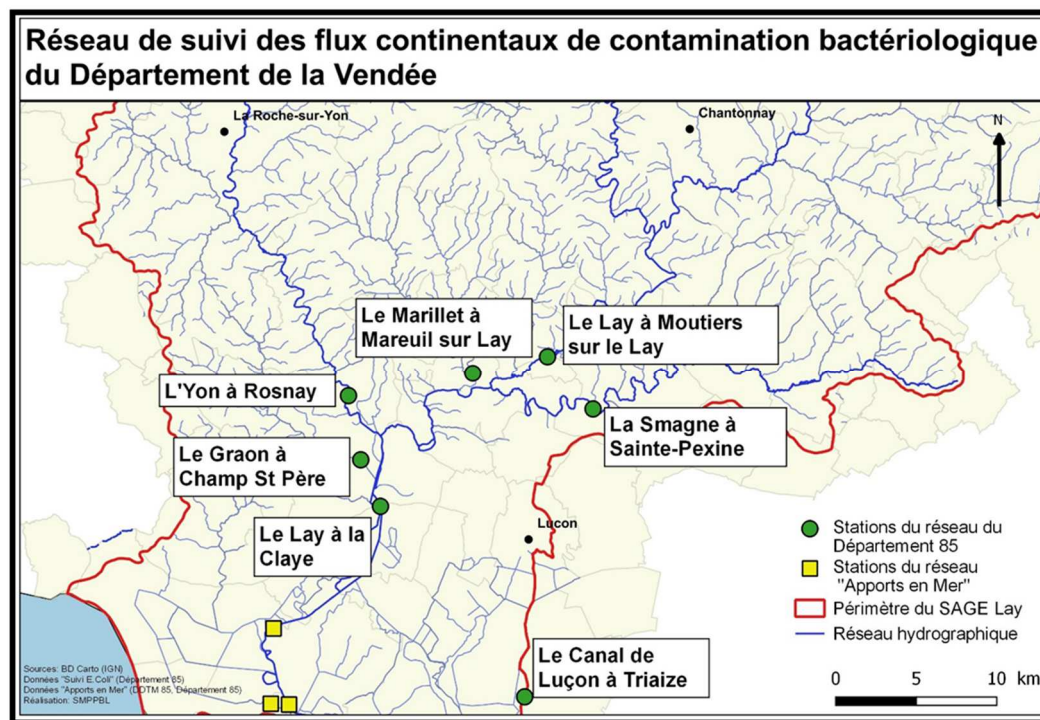 Réseau de suivi des flux continentaux de contamination bactériologique
du Département de la Vendée
La Roche-sur-Yon
Chantonnay
N
Le Marillet à
Mareuil sur Lay
Le Lay à Moutiers
sur le Lay
L'Yon à Rosnay
La Smagne à
Sainte-Pexine
Le Graon à
Champ St Père
Le Lay à la
Claye
Luçon
Stations du réseau du
Département 85
Stations du réseau
"Apports en Mer"
Périmètre du SAGE Lay
Réseau hydrographique
Le Canal de
Luçon à Triaize
0 5 10 km
Sources: BD Carto (IGN)
Données "Suivi E.Coli" (Département 85)
Données "Apports en Mer" (DDTM 85, Département 85)
Réalisation: SMPPBL